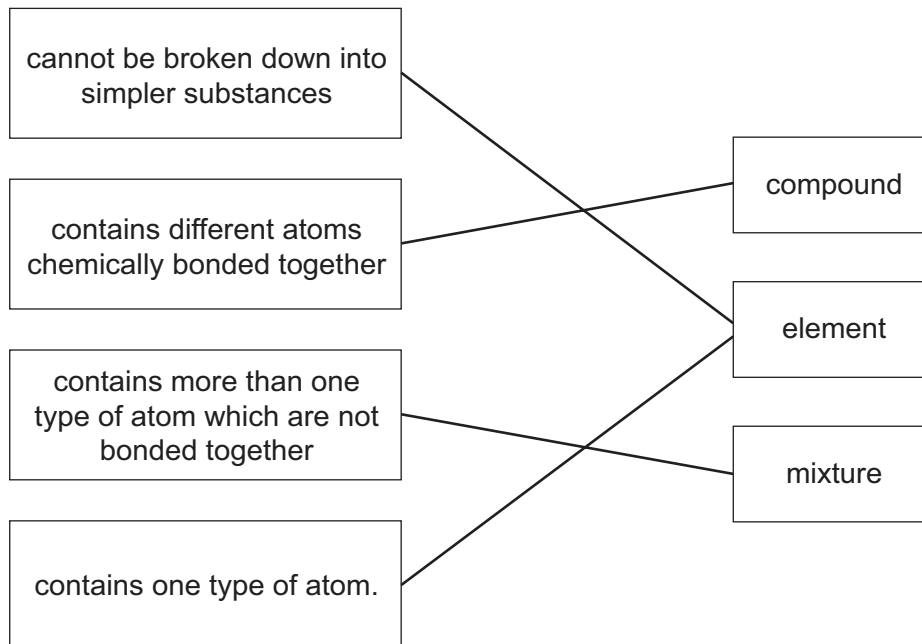 cannot be broken down into
simpler substances
contains different atoms
chemically bonded together
contains more than one
type of atom which are not
bonded together
contains one type of atom.
compound
element
mixture